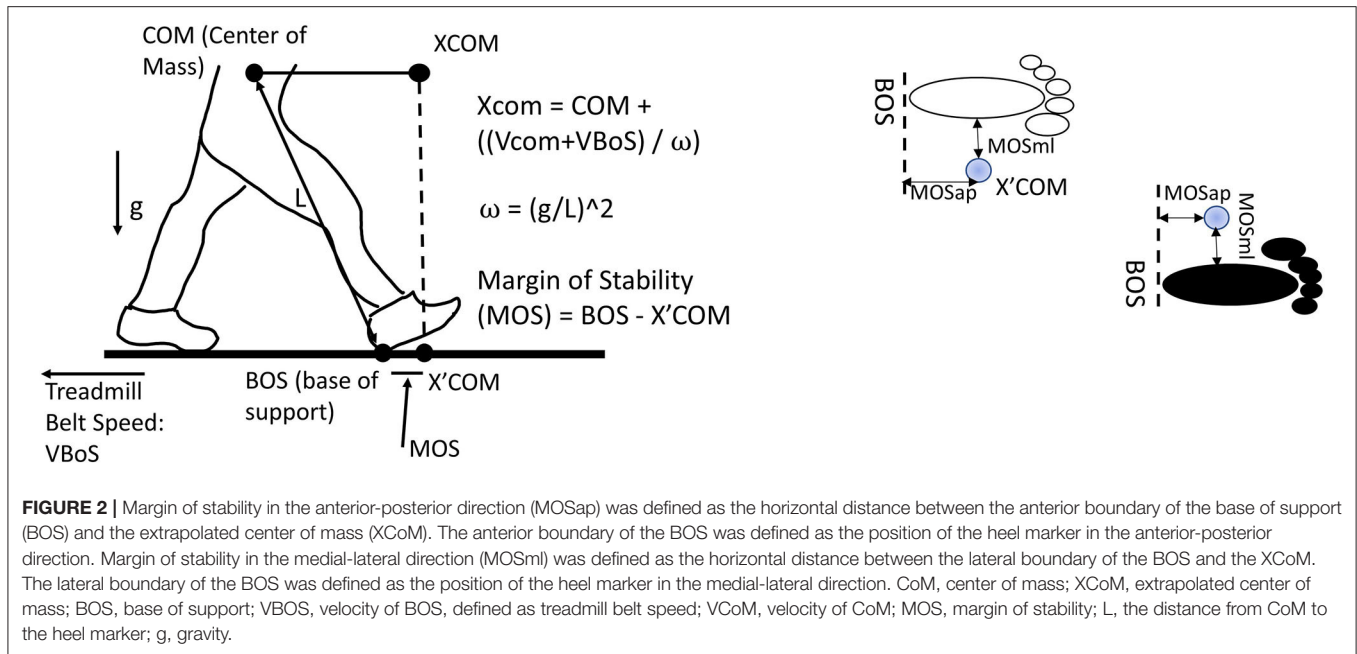 COM (Center of
Mass)
XCOM
Xcom = COM +
((Vcom+VBoS) / ω)
g
L
ω = (g/L)^2
Margin of Stability
(MOS) = BOS - X'COM
BOS (base of
support)
X'COM
MOS
Treadmill
Belt Speed:
VBoS
BOS
MOSml
MOSap
X'COM
MOSap
MOSml
BOS
FIGURE 2 | Margin of stability in the anterior-posterior direction (MOSap) was defined as the horizontal distance between the anterior boundary of the base of support
(BOS) and the extrapolated center of mass (XCoM). The anterior boundary of the BOS was defined as the position of the heel marker in the anterior-posterior
direction. Margin of stability in the medial-lateral direction (MOSml) was defined as the horizontal distance between the lateral boundary of the BOS and the XCoM.
The lateral boundary of the BOS was defined as the position of the heel marker in the medial-lateral direction. CoM, center of mass; XCoM, extrapolated center of
mass; BOS, base of support; VBOS, velocity of BOS, defined as treadmill belt speed; VCoM, velocity of CoM; MOS, margin of stability; L, the distance from CoM to
the heel marker; g, gravity.